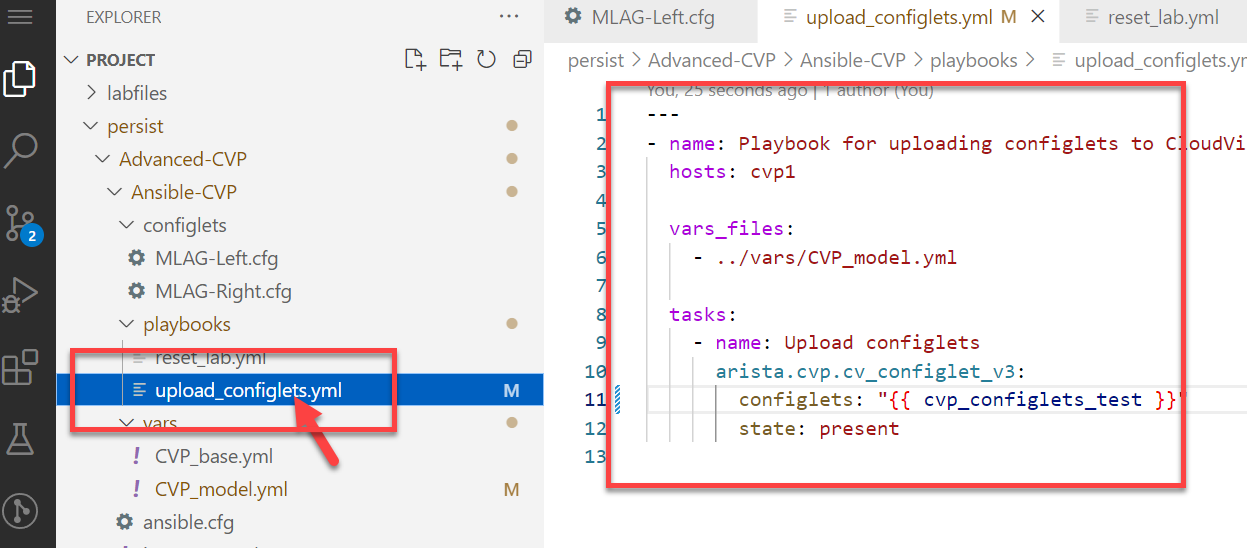 EXPLORER
PROJECT
labfiles
persist
Advanced-CVP
Ansible-CVP
configlets
MLAG-Left.cfg
MLAG-Right.cfg
playbooks
reset_lab.yml
upload_configlets.yml M
vars
CVP_base.yml
CVP_model.yml M
ansible.cfg
2
MLAG-Left.cfg upload_configlets.yml M reset_lab.yml
persist > Advanced-CVP > Ansible-CVP > playbooks > upload_configlets.ym
You, 25 seconds ago | 1 author (You)
1 ---
2 - name: Playbook for uploading configlets to CloudVi
3 hosts: cvp1
4
5 vars_files:
6 - ../vars/CVP_model.yml
7
8 tasks:
9 - name: Upload configlets
10 arista.cvp.cv_configlet_v3:
11 configlets: "{{ cvp_configlets_test }}"
12 state: present
13